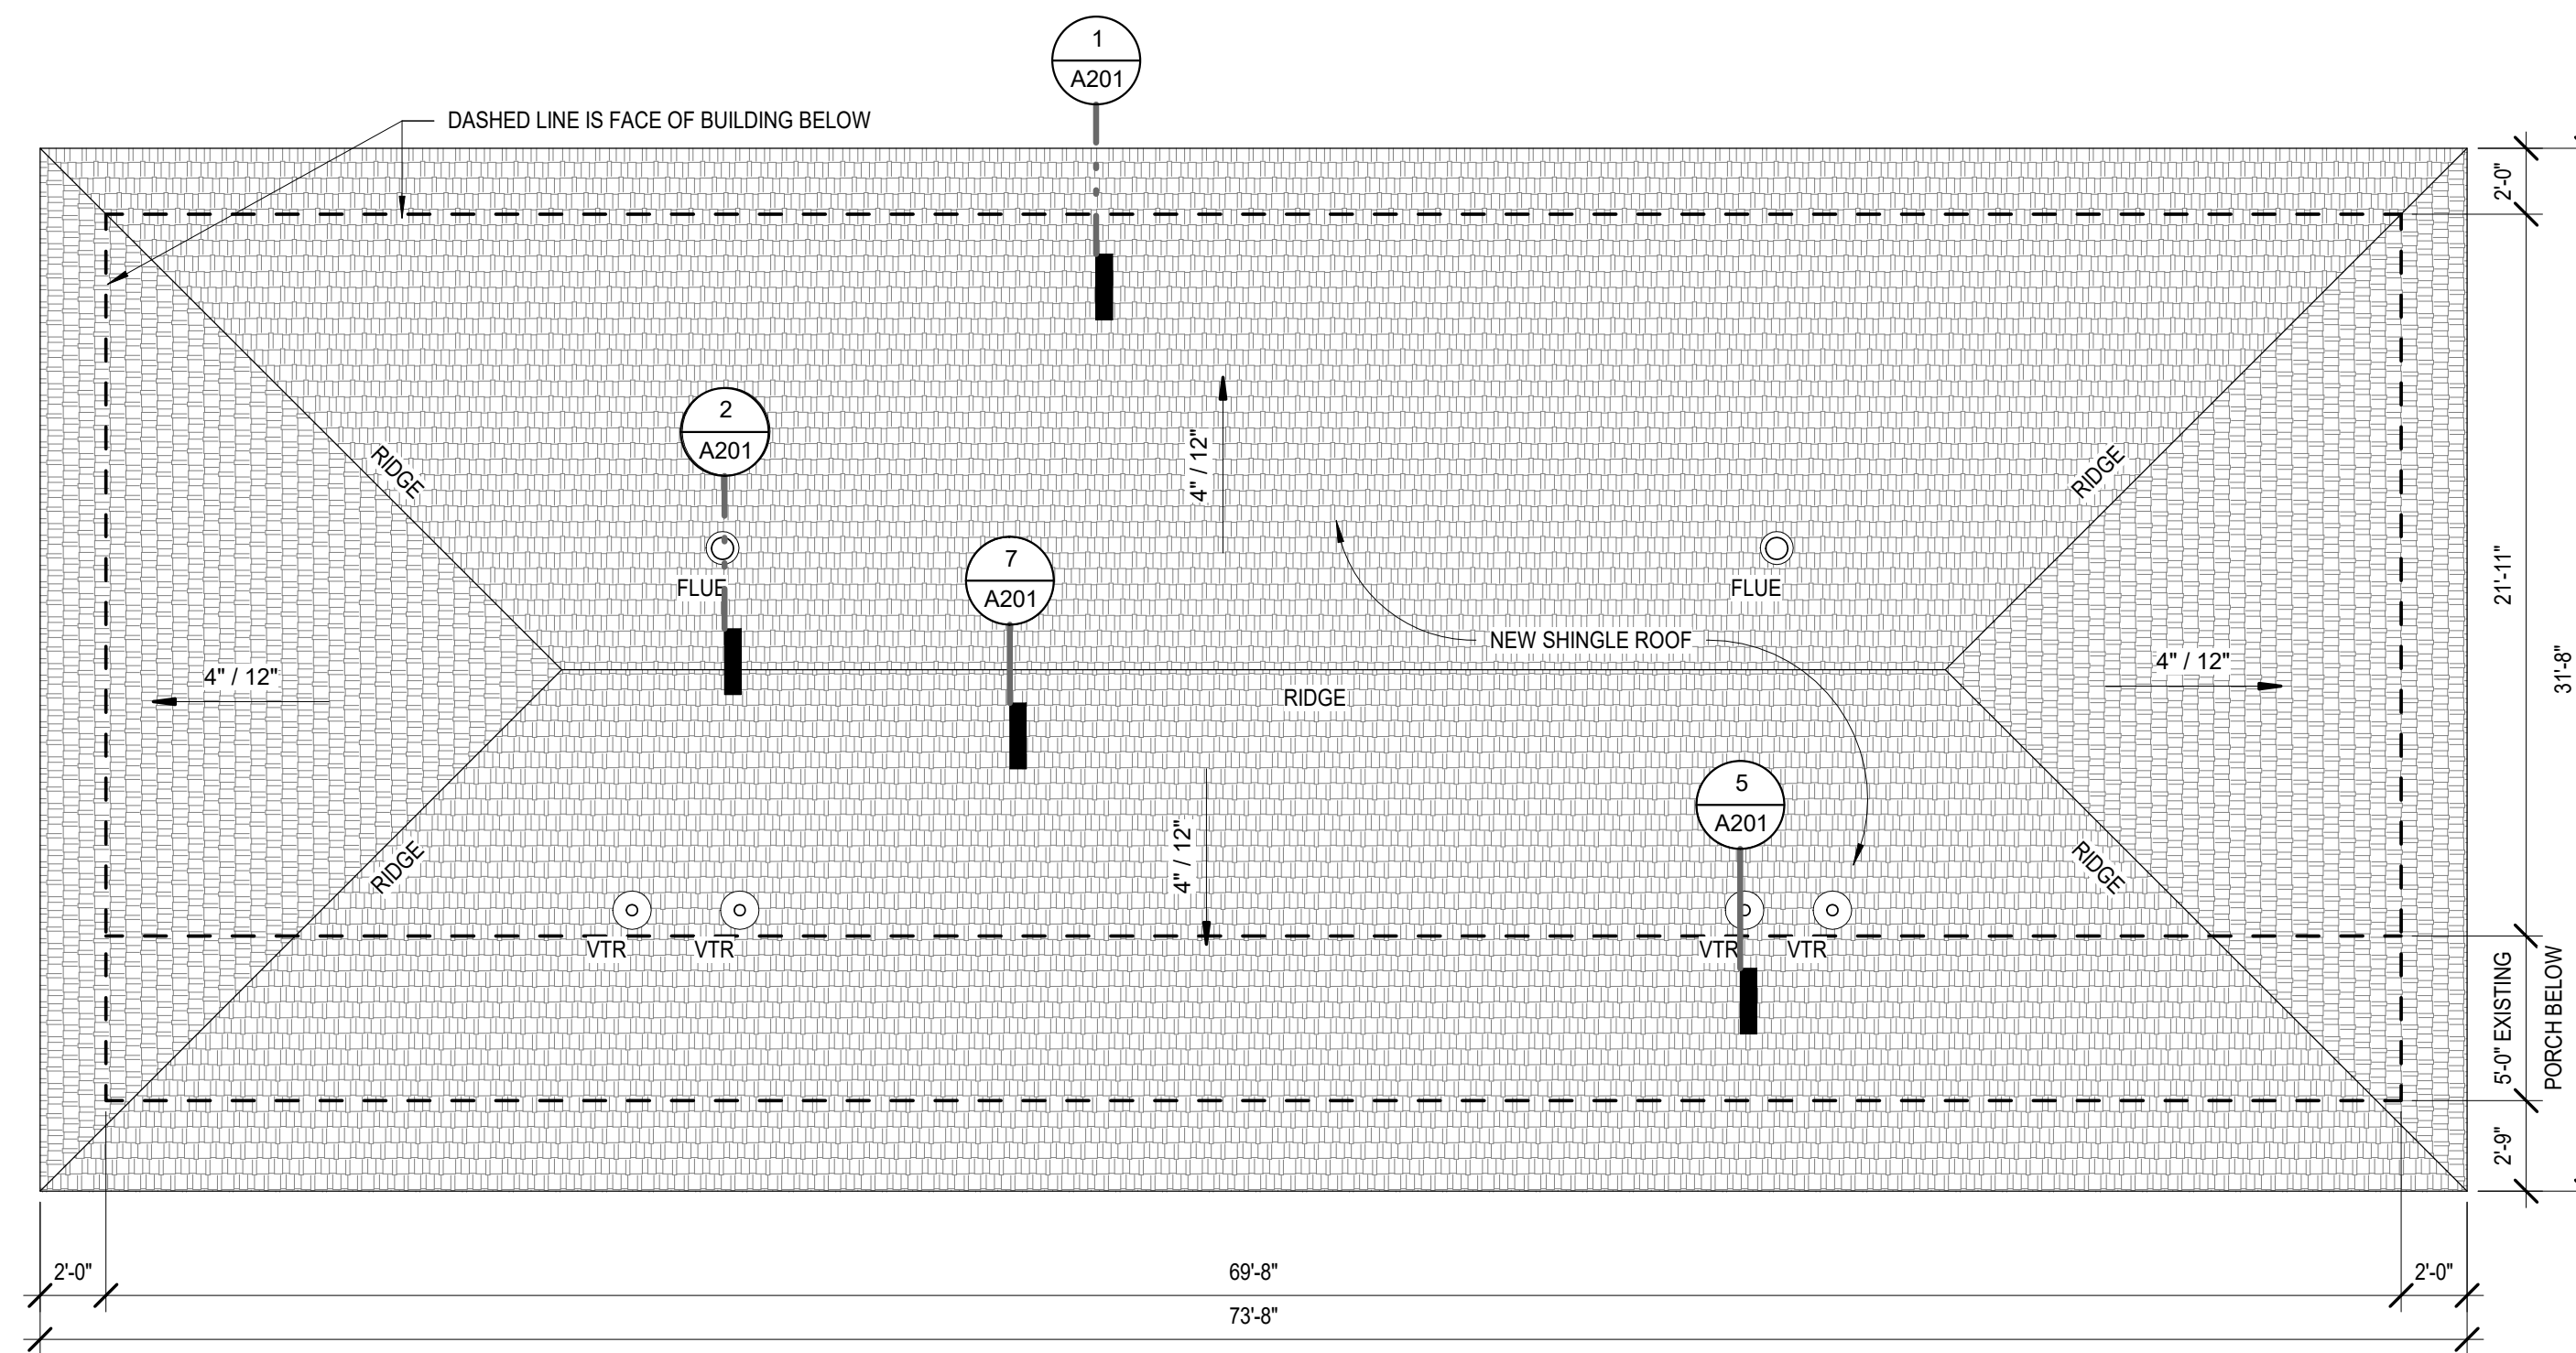 1
A201
DASHED LINE IS FACE OF BUILDING BELOW
2'-0"
2
A201
RIDGE
4" / 12"
RIDGE
7
A201
FLUE
FLUE
21'-11"
NEW SHINGLE ROOF
4" / 12"
4" / 12"
31'-8"
RIDGE
5
A201
4" / 12"
RIDGE
RIDGE
VTR
VTR
VTR
VTR
5'-0" EXISTING
PORCH BELOW
2'-9"
2'-0"
69'-8"
2'-0"
73'-8"